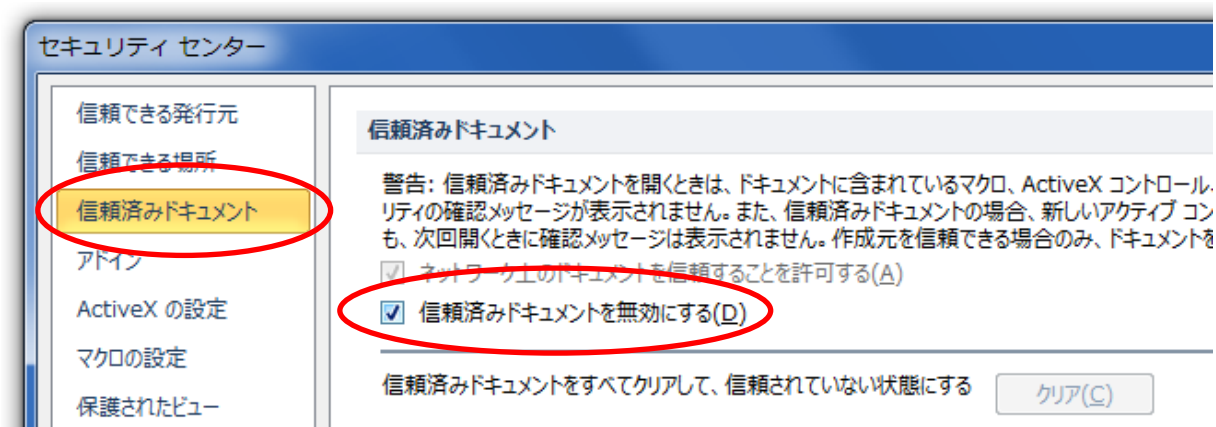 セキュリティ センター
信頼できる発行元
信頼できる場所
信頼済みドキュメント
アドイン
ActiveX の設定
マクロの設定
保護されたビュー
信頼済みドキュメント
警告: 信頼済みドキュメントを開くときは、ドキュメントに含まれているマクロ、ActiveX コントロール、
リティの確認メッセージが表示されません。また、信頼済みドキュメントの場合、新しいアクティブ コン
も、次回開くときに確認メッセージは表示されません。作成元を信頼できる場合のみ、ドキュメントを
ネットワーク上のドキュメントを信頼することを許可する(A)
信頼済みドキュメントを無効にする(D)
信頼済みドキュメントをすべてクリアして、信頼されていない状態にする
クリア(C)